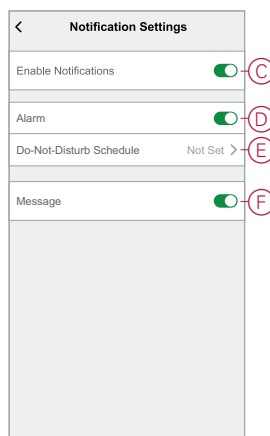 Notification Settings
Enable Notifications C
Alarm D
Do-Not-Disturb Schedule Not Set E
Message F